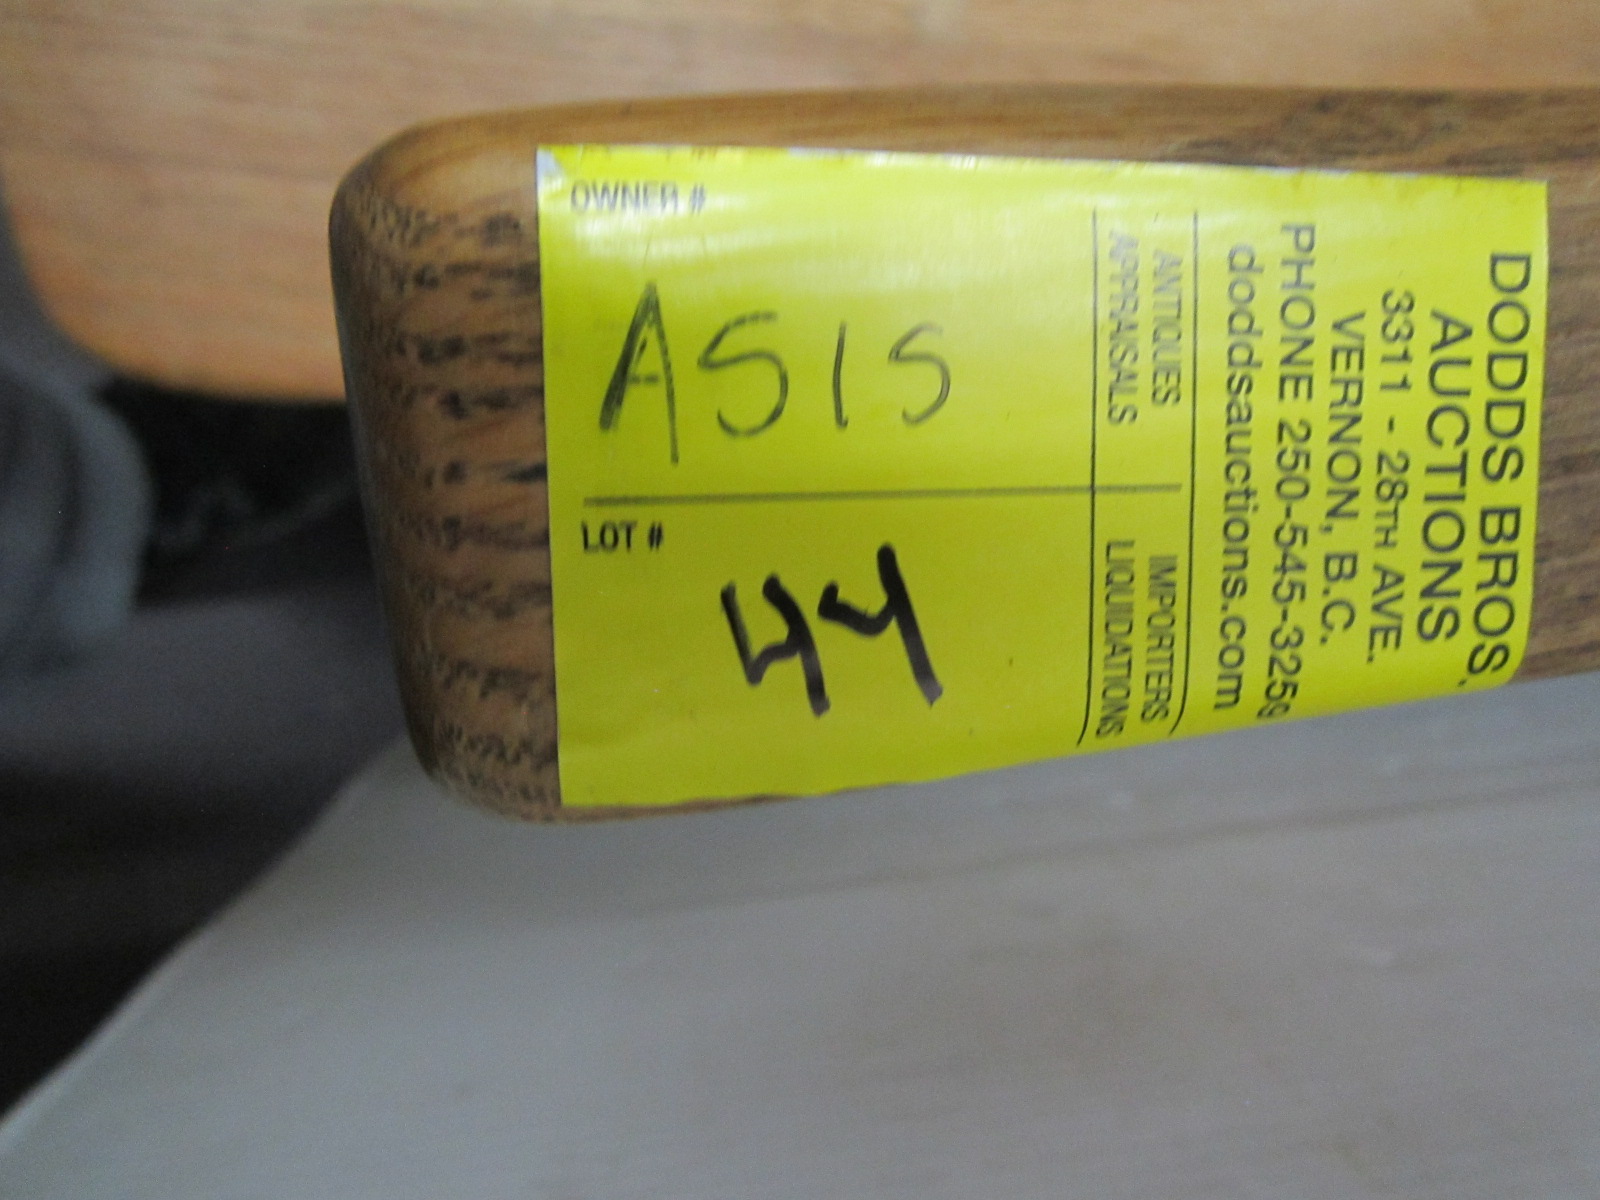 DODDS BROS.
AUCTIONS
3311 - 28TH AVE.
VERNON, B.C.
PHONE 250-545-3259
doddsauctions.com
ANTIQUES
APPRAISALS
IMPORTERS
LIQUIDATIONS
OWNER #
ASIS
LOT #
44